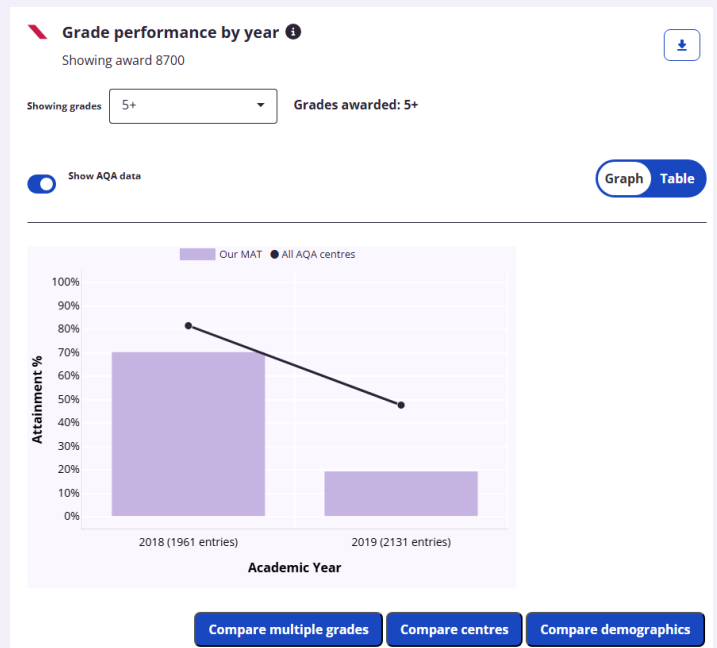 Grade performance by year
Showing award 8700
Showing grades 5+ Grades awarded: 5+
Show AQA data
Graph Table
Our MAT All AQA centres
100%
90%
80%
70%
60%
50%
40%
30%
20%
10%
0%
Attainment %
2018 (1961 entries) 2019 (2131 entries)
Academic Year
Compare multiple grades Compare centres Compare demographics